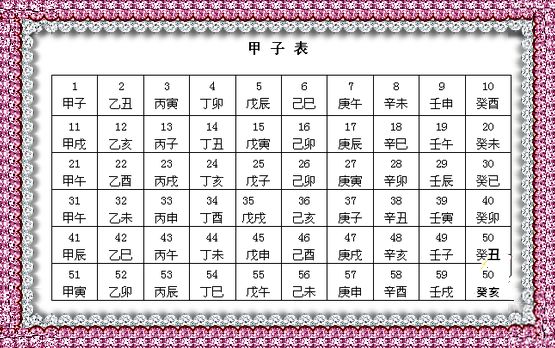 甲 子 表
1 2 3 4 5 6 7 8 9 10
甲子 乙丑 丙寅 丁卯 戊辰 己巳 庚午 辛未 壬申 癸酉
11 12 13 14 15 16 17 18 19 20
甲戌 乙亥 丙子 丁丑 戊寅 己卯 庚辰 辛巳 壬午 癸未
21 22 23 24 25 26 27 28 29 30
甲午 乙酉 丙戌 丁亥 戊子 己卯 庚寅 辛卯 壬辰 癸巳
31 32 33 34 35 36 37 38 39 40
甲午 乙未 丙申 丁酉 戊戌 己亥 庚子 辛丑 壬寅 癸卯
41 42 43 44 45 46 47 48 49 50
甲辰 乙巳 丙午 丁未 戊申 己酉 庚戌 辛亥 壬子 癸丑
51 52 53 54 55 56 57 58 59 50
甲寅 乙卯 丙辰 丁巳 戊午 己未 庚申 辛酉 壬戌 癸亥